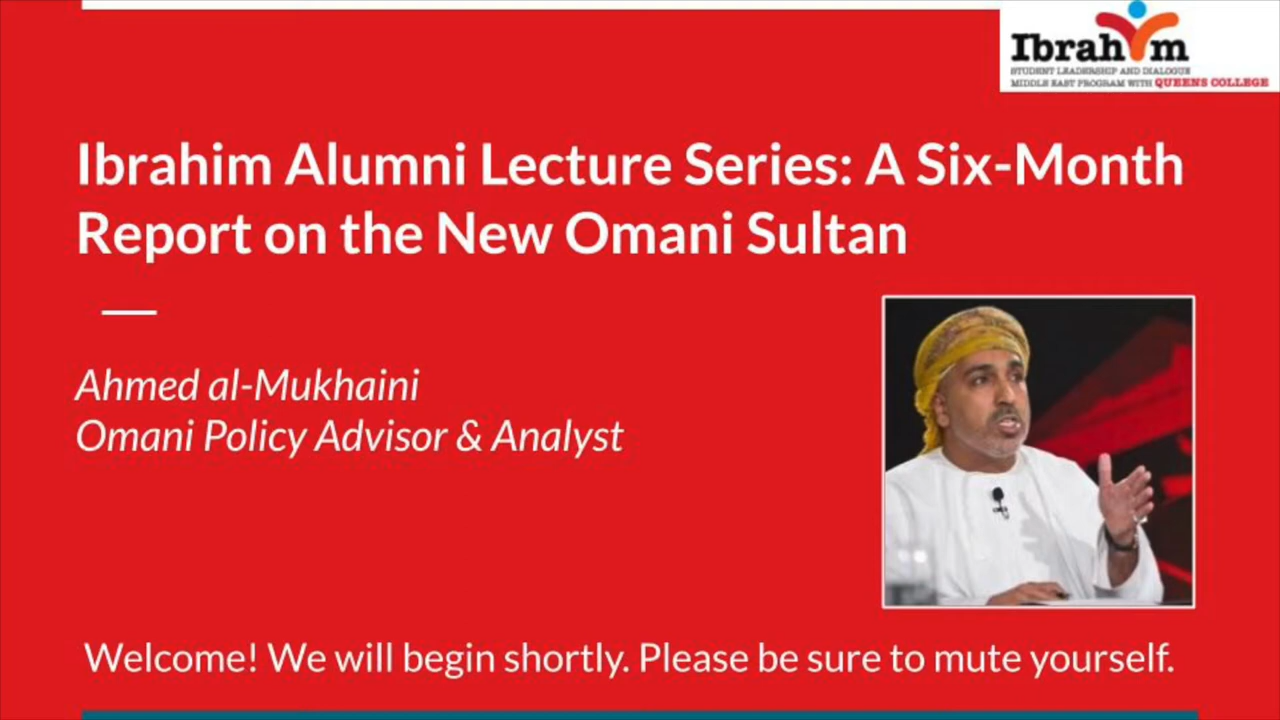 Ibrahim
STUDENT LEADERSHIP AND DIALOGUE
MIDDLE EAST PROGRAM WITH QUEENS COLLEGE
Ibrahim Alumni Lecture Series: A Six-Month
Report on the New Omani Sultan
Ahmed al-Mukhaini
Omani Policy Advisor & Analyst
Welcome! We will begin shortly. Please be sure to mute yourself.